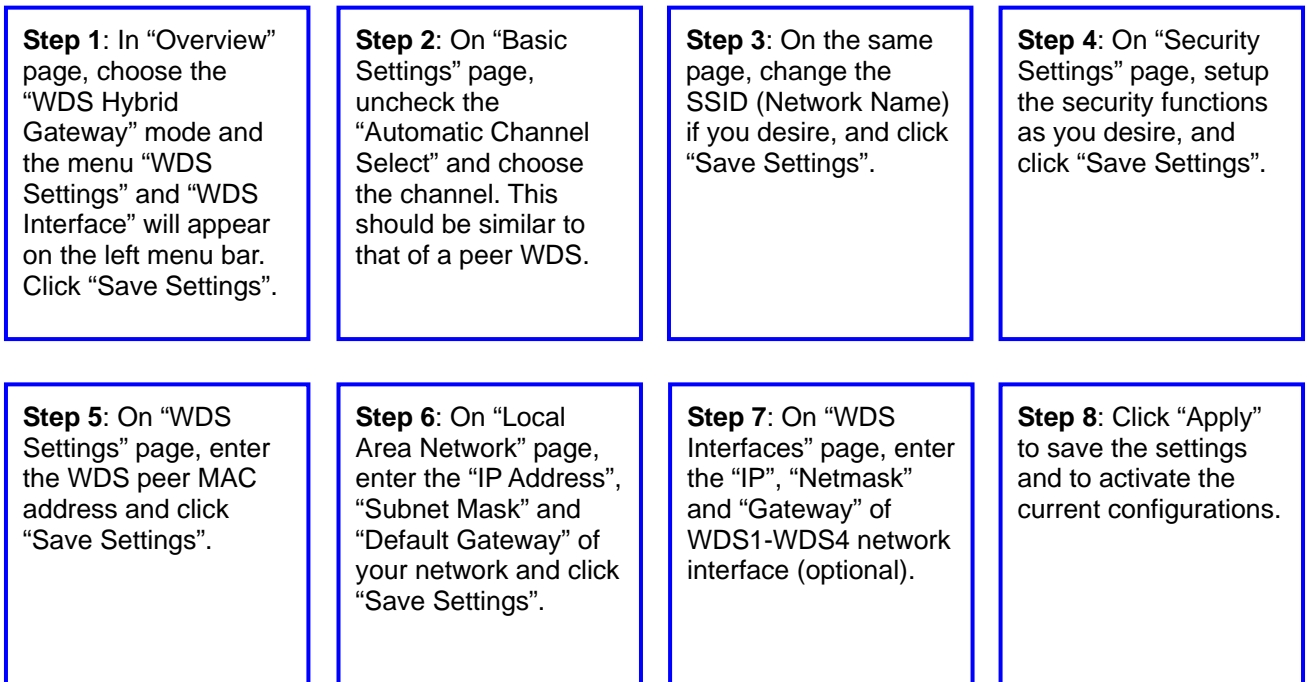 Step 1: In “Overview”
page, choose the
“WDS Hybrid
Gateway” mode and
the menu “WDS
Settings” and “WDS
Interface” will appear
on the left menu bar.
Click “Save Settings”.
Step 2: On “Basic
Settings” page,
uncheck the
“Automatic Channel
Select” and choose
the channel. This
should be similar to
that of a peer WDS.
Step 3: On the same
page, change the
SSID (Network Name)
if you desire, and click
“Save Settings”.
Step 4: On “Security
Settings” page, setup
the security functions
as you desire, and
click “Save Settings”.
Step 5: On “WDS
Settings” page, enter
the WDS peer MAC
address and click
“Save Settings”.
Step 6: On “Local
Area Network” page,
enter the “IP Address”,
“Subnet Mask” and
“Default Gateway” of
your network and click
“Save Settings”.
Step 7: On “WDS
Interfaces” page, enter
the “IP”, “Netmask”
and “Gateway” of
WDS1-WDS4 network
interface (optional).
Step 8: Click “Apply”
to save the settings
and to activate the
current configurations.